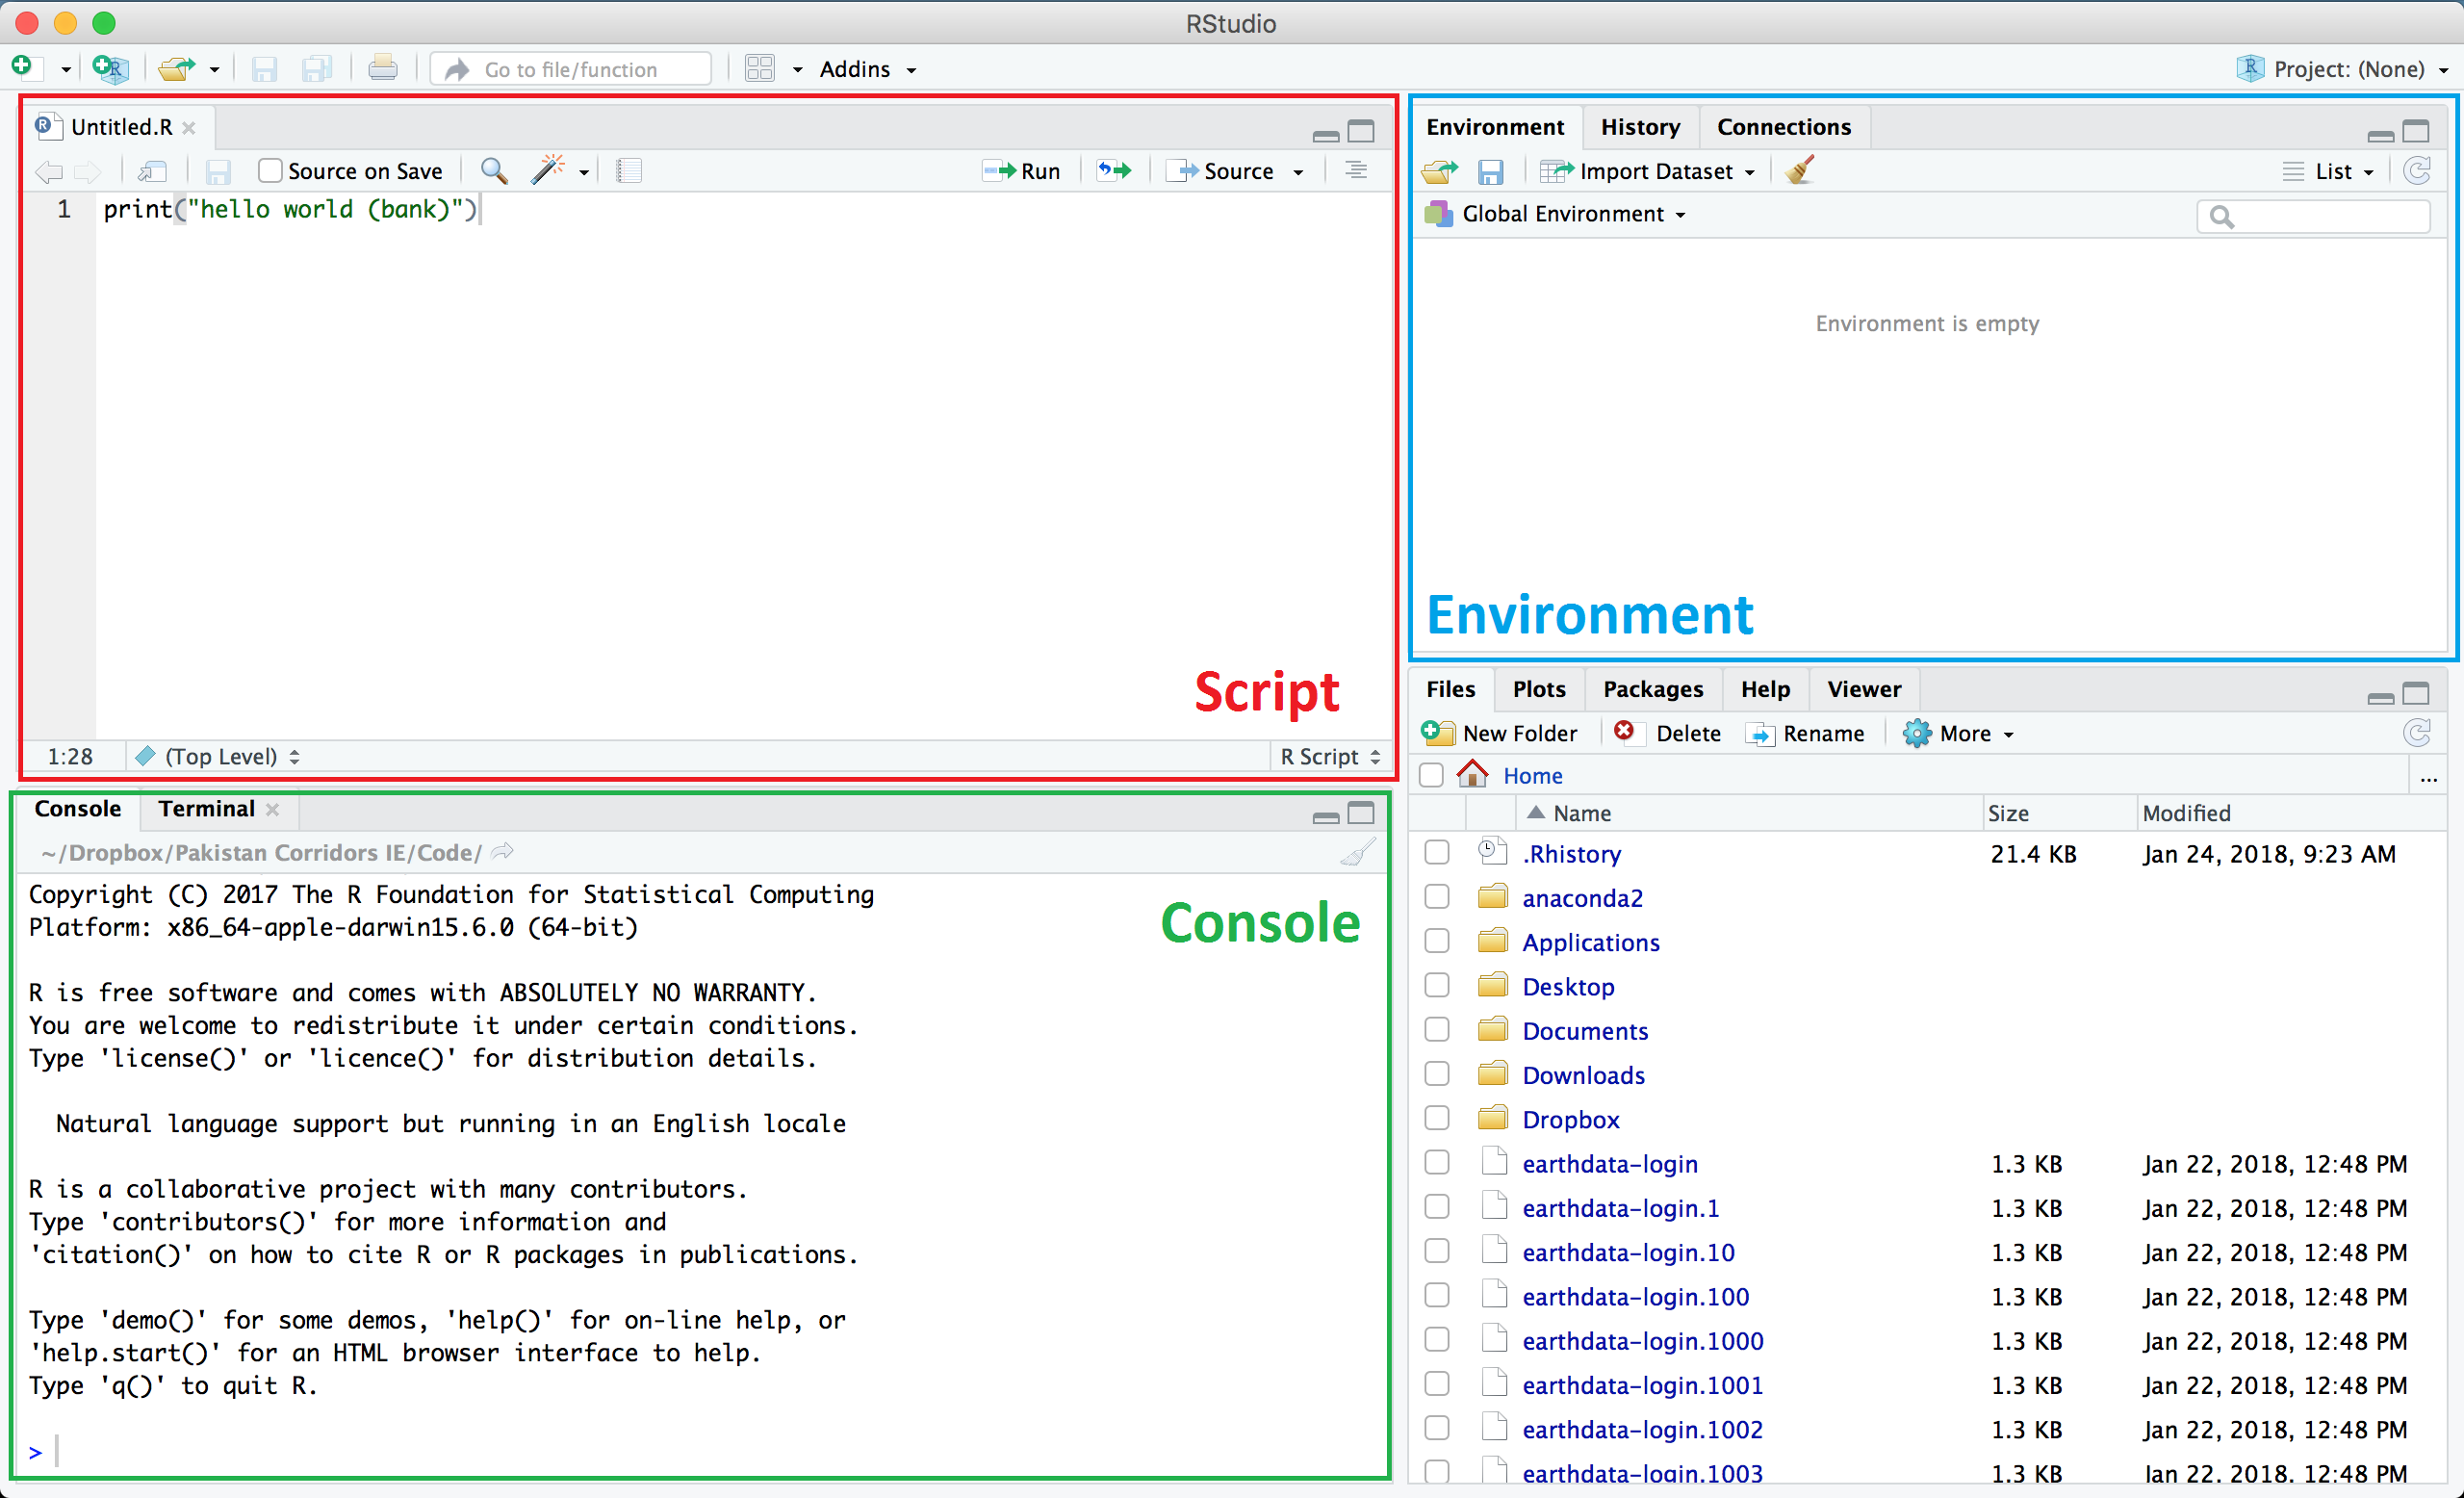 RStudio
Go to file/function
Addins
Project: (None)
Untitled.R
Source on Save
Run
Source
1 print("hello world (bank)")
Script
1:28 (Top Level) R Script
Environment History Connections
Import Dataset List
Global Environment
Environment is empty
Environment
Console Terminal
~/Dropbox/Pakistan Corridors IE/Code/
Copyright (C) 2017 The R Foundation for Statistical Computing
Platform: x86_64-apple-darwin15.6.0 (64-bit)
Console
R is free software and comes with ABSOLUTELY NO WARRANTY.
You are welcome to redistribute it under certain conditions.
Type 'license()' or 'licence()' for distribution details.
Natural language support but running in an English locale
R is a collaborative project with many contributors.
Type 'contributors()' for more information and
'citation()' on how to cite R or R packages in publications.
Type 'demo()' for some demos, 'help()' for on-line help, or
'help.start()' for an HTML browser interface to help.
Type 'q()' to quit R.
>
Files Plots Packages Help Viewer
New Folder Delete Rename More
Home ...
Name Size Modified
.Rhistory 21.4 KB Jan 24, 2018, 9:23 AM
anaconda2
Applications
Desktop
Documents
Downloads
Dropbox
earthdata-login 1.3 KB Jan 22, 2018, 12:48 PM
earthdata-login.1 1.3 KB Jan 22, 2018, 12:48 PM
earthdata-login.10 1.3 KB Jan 22, 2018, 12:48 PM
earthdata-login.100 1.3 KB Jan 22, 2018, 12:48 PM
earthdata-login.1000 1.3 KB Jan 22, 2018, 12:48 PM
earthdata-login.1001 1.3 KB Jan 22, 2018, 12:48 PM
earthdata-login.1002 1.3 KB Jan 22, 2018, 12:48 PM
earthdata-login.1003 1.3 KB Jan 22, 2018, 12:48 PM